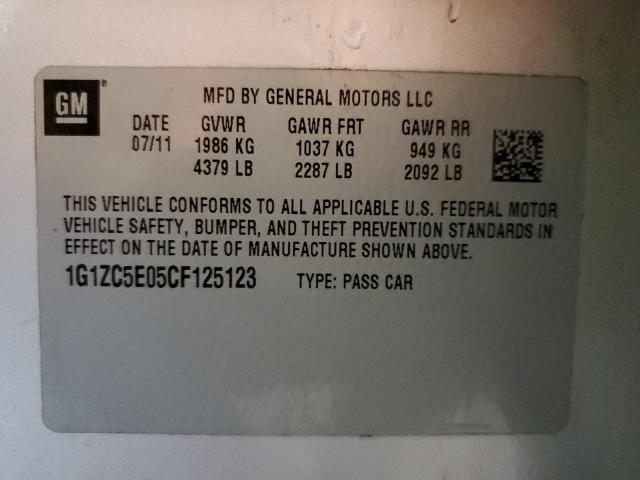 GM ®
MFD BY GENERAL MOTORS LLC
DATE GVWR GAWR FRT GAWR RR
07/11 1986 KG 1037 KG 949 KG
4379 LB 2287 LB 2092 LB
THIS VEHICLE CONFORMS TO ALL APPLICABLE U.S. FEDERAL MOTOR
VEHICLE SAFETY, BUMPER, AND THEFT PREVENTION STANDARDS IN
EFFECT ON THE DATE OF MANUFACTURE SHOWN ABOVE.
1G1ZC5E05CF125123 TYPE: PASS CAR